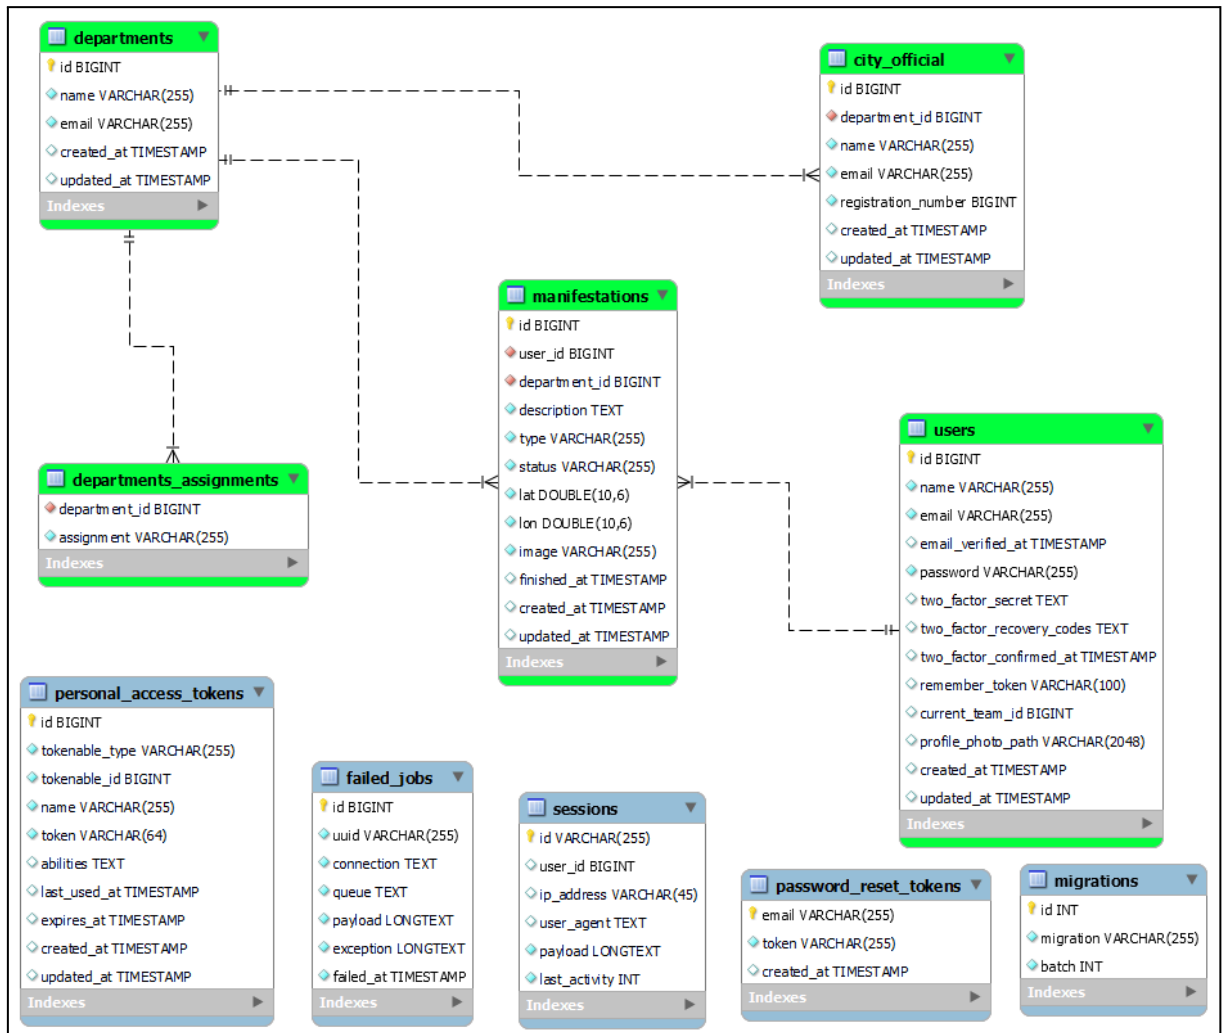 departments
id BIGINT
name VARCHAR(255)
email VARCHAR(255)
created_at TIMESTAMP
updated_at TIMESTAMP
Indexes
city_official
id BIGINT
department_id BIGINT
name VARCHAR(255)
email VARCHAR(255)
registration_number BIGINT
created_at TIMESTAMP
updated_at TIMESTAMP
Indexes
manifestations
id BIGINT
user_id BIGINT
department_id BIGINT
description TEXT
type VARCHAR(255)
status VARCHAR(255)
lat DOUBLE(10,6)
lon DOUBLE(10,6)
image VARCHAR(255)
finished_at TIMESTAMP
created_at TIMESTAMP
updated_at TIMESTAMP
Indexes
departments_assignments
department_id BIGINT
assignment VARCHAR(255)
Indexes
users
id BIGINT
name VARCHAR(255)
email VARCHAR(255)
email_verified_at TIMESTAMP
password VARCHAR(255)
two_factor_secret TEXT
two_factor_recovery_codes TEXT
two_factor_confirmed_at TIMESTAMP
remember_token VARCHAR(100)
current_team_id BIGINT
profile_photo_path VARCHAR(2048)
created_at TIMESTAMP
updated_at TIMESTAMP
Indexes
personal_access_tokens
id BIGINT
tokenable_type VARCHAR(255)
tokenable_id BIGINT
name VARCHAR(255)
token VARCHAR(64)
abilities TEXT
last_used_at TIMESTAMP
expires_at TIMESTAMP
created_at TIMESTAMP
updated_at TIMESTAMP
Indexes
failed_jobs
id BIGINT
uuid VARCHAR(255)
connection TEXT
queue TEXT
payload LONGTEXT
exception LONGTEXT
failed_at TIMESTAMP
Indexes
sessions
id VARCHAR(255)
user_id BIGINT
ip_address VARCHAR(45)
user_agent TEXT
payload LONGTEXT
last_activity INT
Indexes
password_reset_tokens
email VARCHAR(255)
token VARCHAR(255)
created_at TIMESTAMP
Indexes
migrations
id INT
migration VARCHAR(255)
batch INT
Indexes